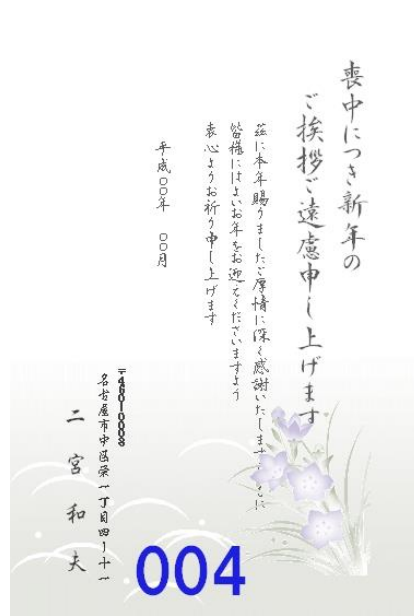 喪中につき新年の
ご挨拶ご遠慮申し上げます
茲に本年賜りましたご厚情に深く感謝いたしますとともに
皆様にはよいお年をお迎えくださいますよう
衷心よりお祈り申し上げます
平成○○年 ○○月
〒460-0008
名古屋市中区栄一丁目四ー十一
二宮和夫
004